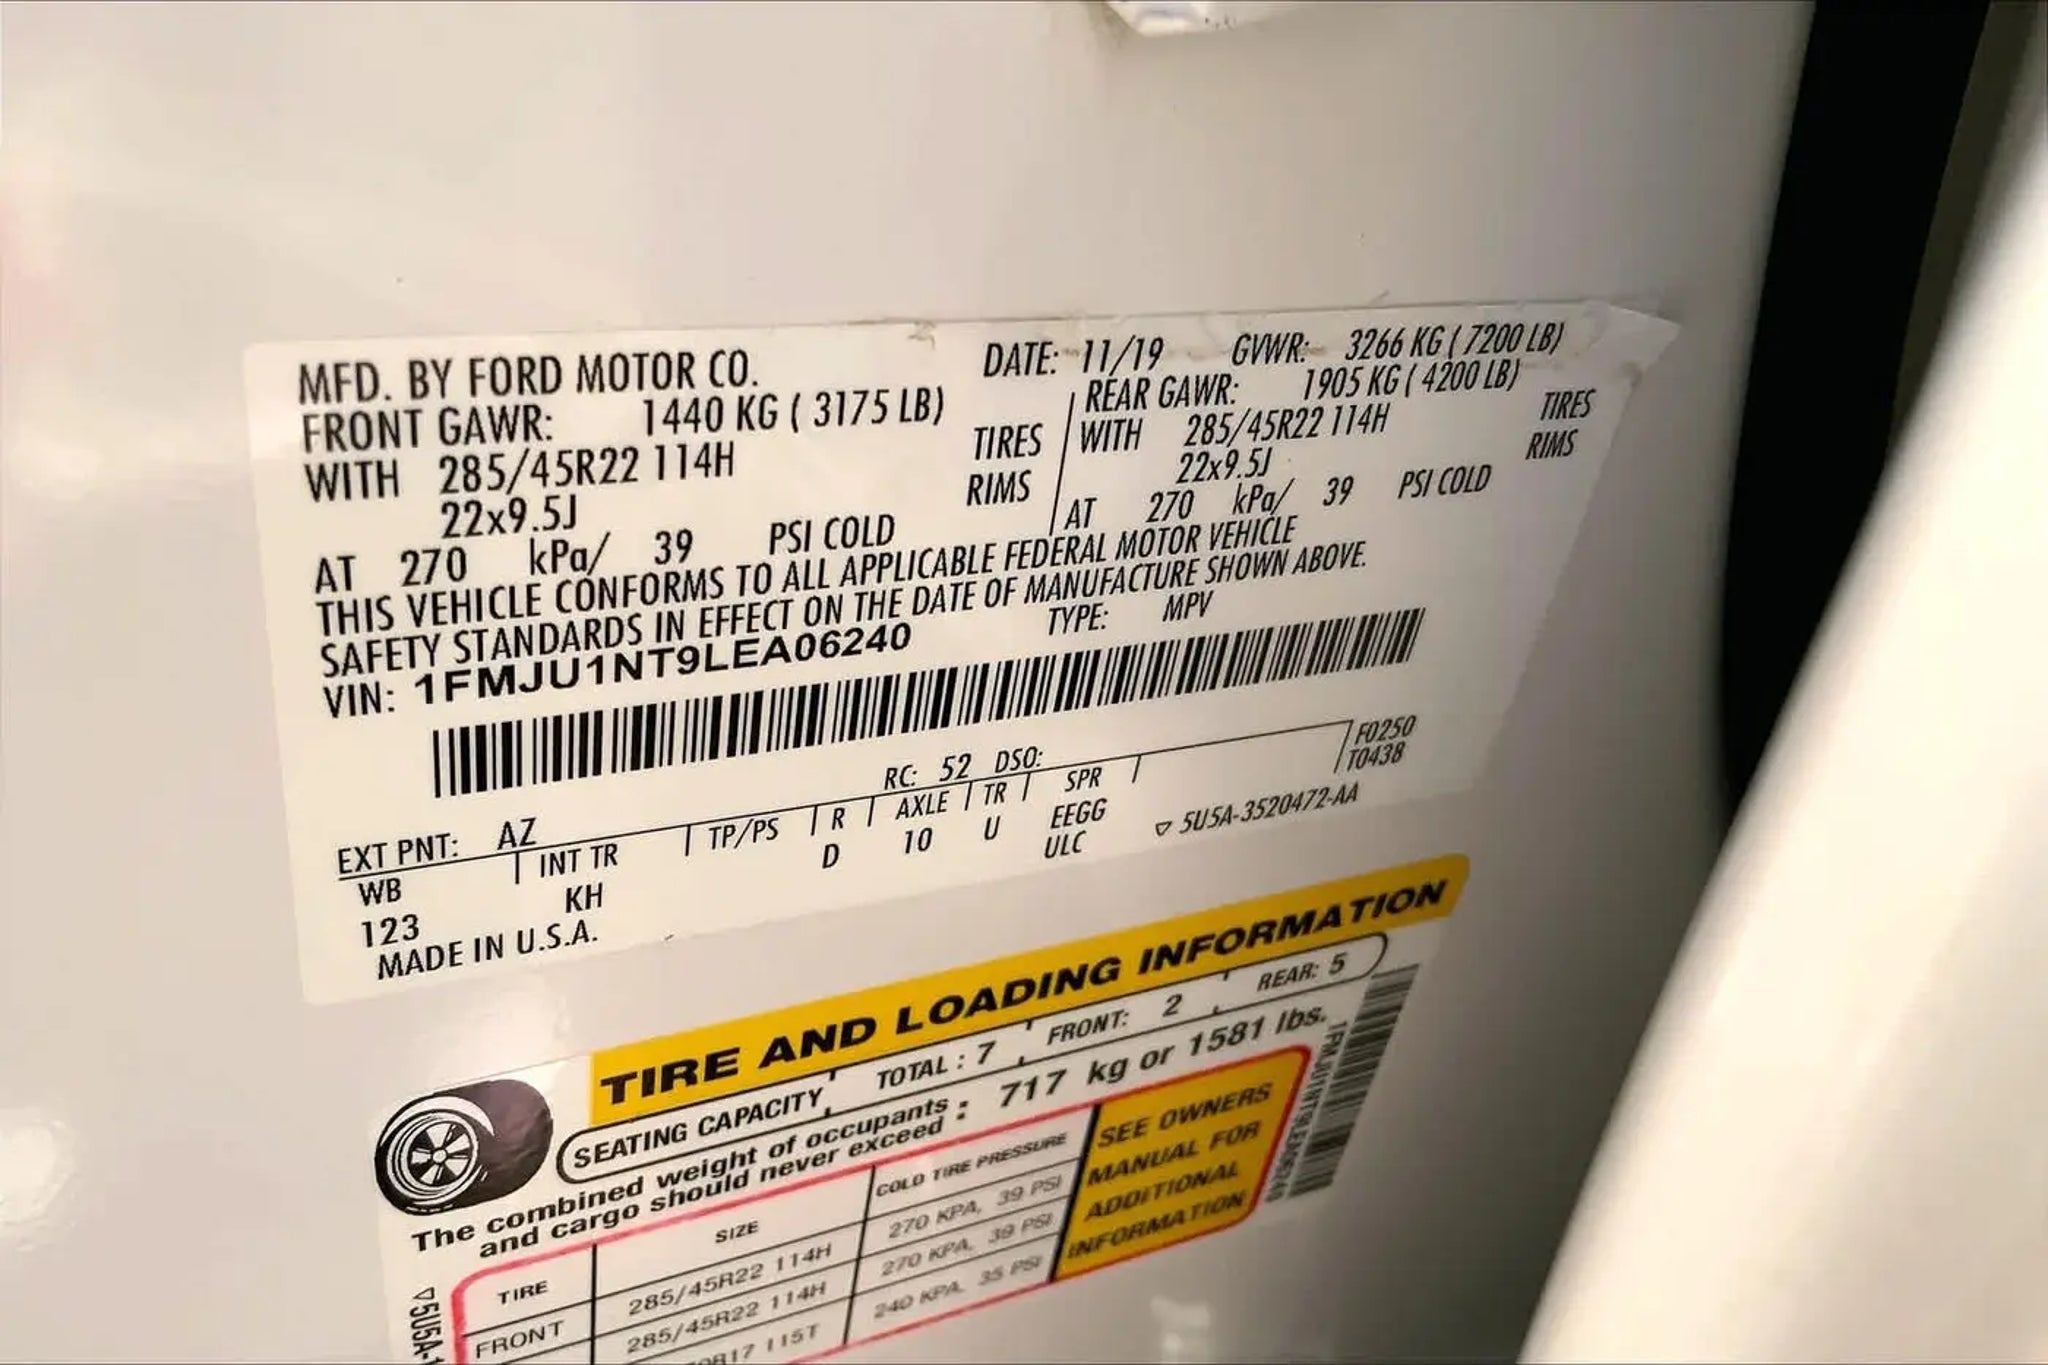 MFD. BY FORD MOTOR CO. DATE: 11/19 GVWR: 3266 KG ( 7200 LB)
FRONT GAWR: 1440 KG ( 3175 LB) REAR GAWR: 1905 KG ( 4200 LB)
WITH 285/45R22 114H TIRES WITH 285/45R22 114H TIRES
22x9.5J RIMS 22x9.5J RIMS
AT 270 kPa/ 39 PSI COLD AT 270 kPa/ 39 PSI COLD
THIS VEHICLE CONFORMS TO ALL APPLICABLE FEDERAL MOTOR VEHICLE
SAFETY STANDARDS IN EFFECT ON THE DATE OF MANUFACTURE SHOWN ABOVE.
VIN: 1FMJU1NT9LEA06240 TYPE: MPV
F0250
T0438
EXT PNT: AZ RC: 52 DSO:
WB INT TR TP/PS R AXLE TR SPR
123 KH D 10 U EEGG
ULC
MADE IN U.S.A. 5U5A-3520472-AA
TIRE AND LOADING INFORMATION
SEATING CAPACITY TOTAL : 7 FRONT: 2 REAR: 5
The combined weight of occupants and cargo should never exceed : 717 kg or 1581 lbs.
TIRE SIZE COLD TIRE PRESSURE
FRONT 285/45R22 114H 270 KPA, 39 PSI
285/45R22 114H 270 KPA, 39 PSI
115T 240 KPA, 35 PSI
SEE OWNERS
MANUAL FOR
ADDITIONAL
INFORMATION
1FMJU1NT9LEA06240
5U5A-1